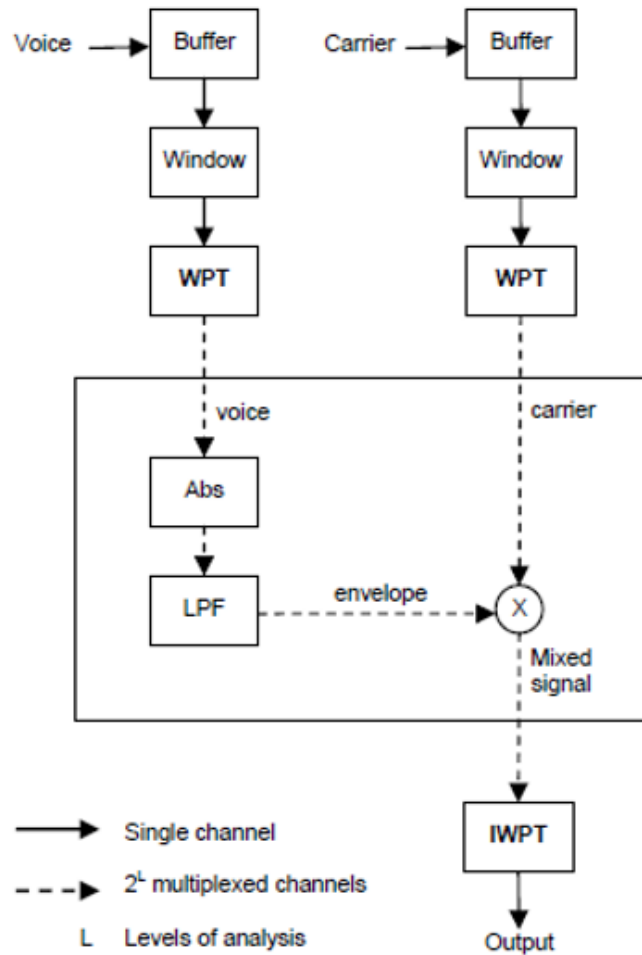 Voice
Buffer
Carrier
Buffer
Window
Window
WPT
WPT
voice
carrier
Abs
LPF
envelope
X
Mixed
signal
IWPT
Single channel
2^L multiplexed channels
L Levels of analysis
Output